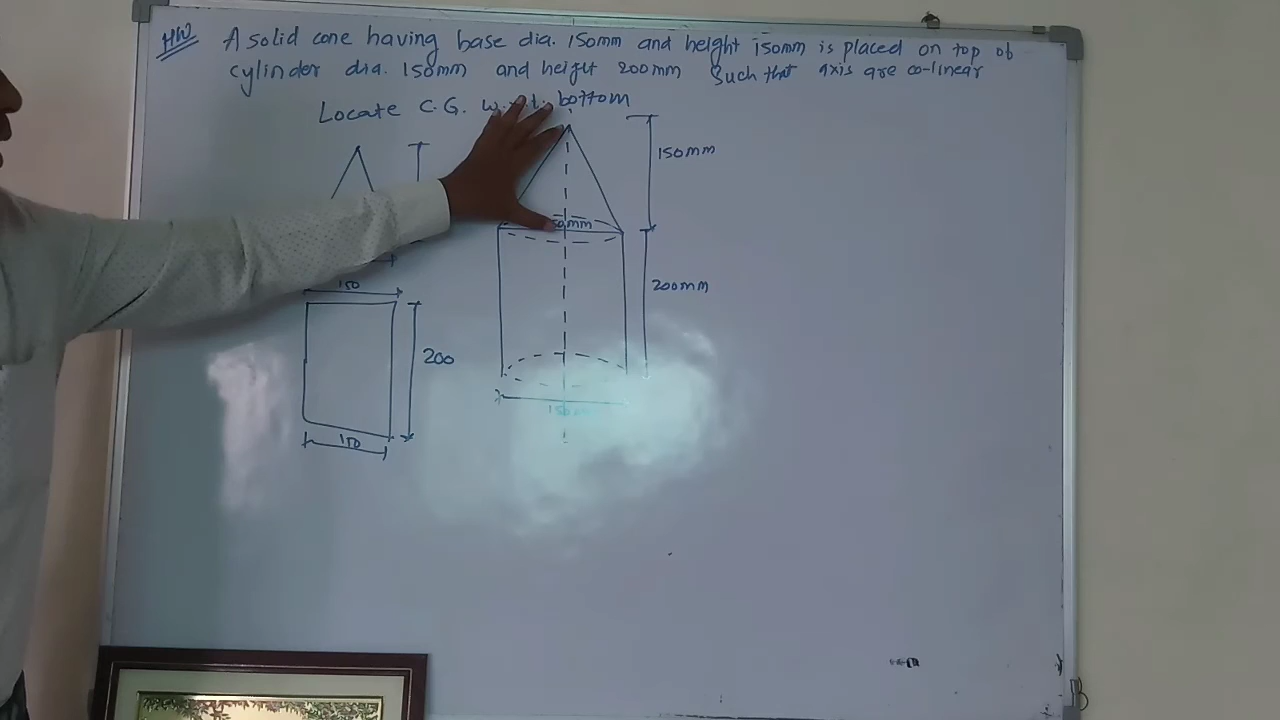 HW A solid cone having base dia. 150mm and height 150mm is placed on top of
cylinder dia. 150mm and height 200mm such that axis are co-linear
Locate C.G. w.r.t. bottom
150mm
200mm
150
200
150